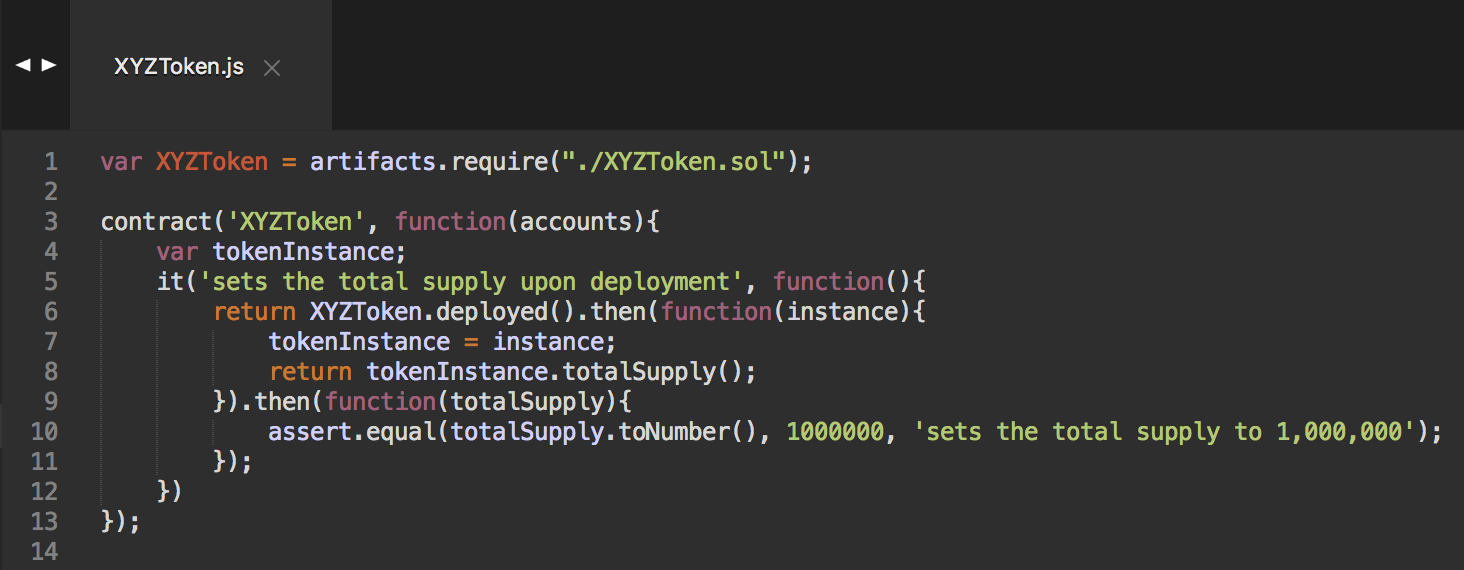 XYZToken.js
1 var XYZToken = artifacts.require("./XYZToken.sol");
2
3 contract('XYZToken', function(accounts){
4     var tokenInstance;
5     it('sets the total supply upon deployment', function(){
6         return XYZToken.deployed().then(function(instance){
7             tokenInstance = instance;
8             return tokenInstance.totalSupply();
9         }).then(function(totalSupply){
10             assert.equal(totalSupply.toNumber(), 1000000, 'sets the total supply to 1,000,000');
11         });
12     })
13 });
14